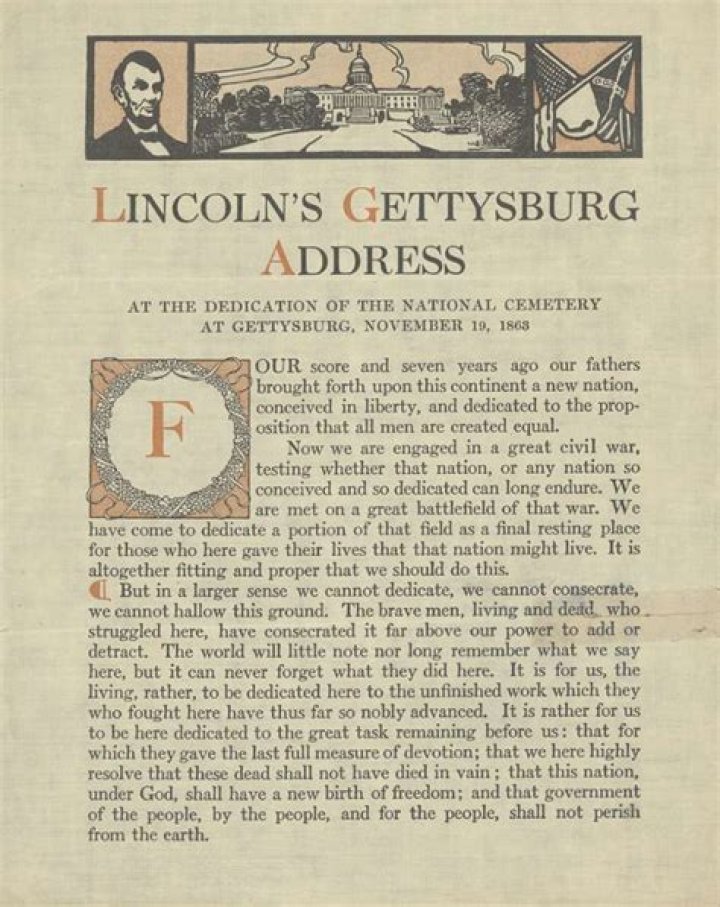 LINCOLN'S GETTYSBURG
ADDRESS
AT THE DEDICATION OF THE NATIONAL CEMETERY
AT GETTYSBURG, NOVEMBER 19, 1863
FOUR score and seven years ago our fathers
brought forth upon this continent a new nation,
conceived in liberty, and dedicated to the prop-
osition that all men are created equal.
Now we are engaged in a great civil war,
testing whether that nation, or any nation so
conceived and so dedicated can long endure. We
are met on a great battlefield of that war. We
have come to dedicate a portion of that field as a final resting place
for those who here gave their lives that that nation might live. It is
altogether fitting and proper that we should do this.
¶ But in a larger sense we cannot dedicate, we cannot consecrate,
we cannot hallow this ground. The brave men, living and dead, who
struggled here, have consecrated it far above our power to add or
detract. The world will little note nor long remember what we say
here, but it can never forget what they did here. It is for us, the
living, rather, to be dedicated here to the unfinished work which they
who fought here have thus far so nobly advanced. It is rather for us
to be here dedicated to the great task remaining before us: that for
which they gave the last full measure of devotion; that we here highly
resolve that these dead shall not have died in vain; that this nation,
under God, shall have a new birth of freedom; and that government
of the people, by the people, and for the people, shall not perish
from the earth.